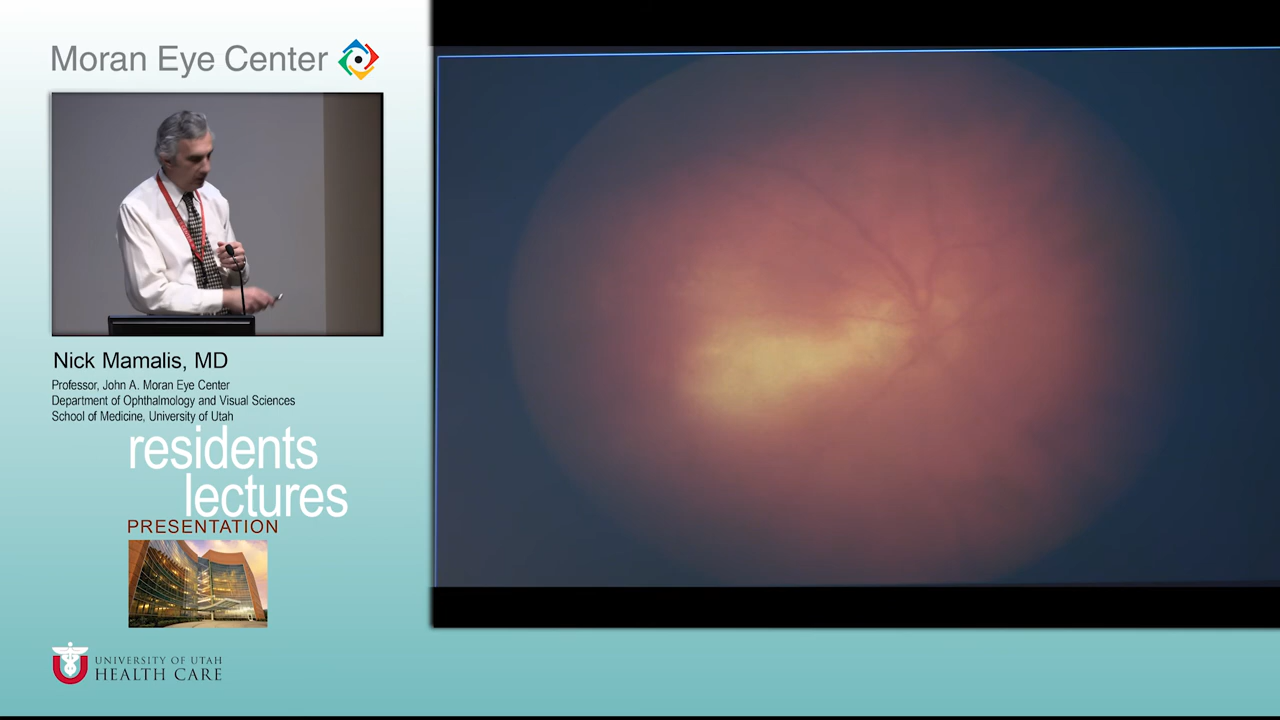 Moran Eye Center
Nick Mamalis, MD
Professor, John A. Moran Eye Center
Department of Ophthalmology and Visual Sciences
School of Medicine, University of Utah
residents
lectures
PRESENTATION
UNIVERSITY OF UTAH
HEALTH CARE